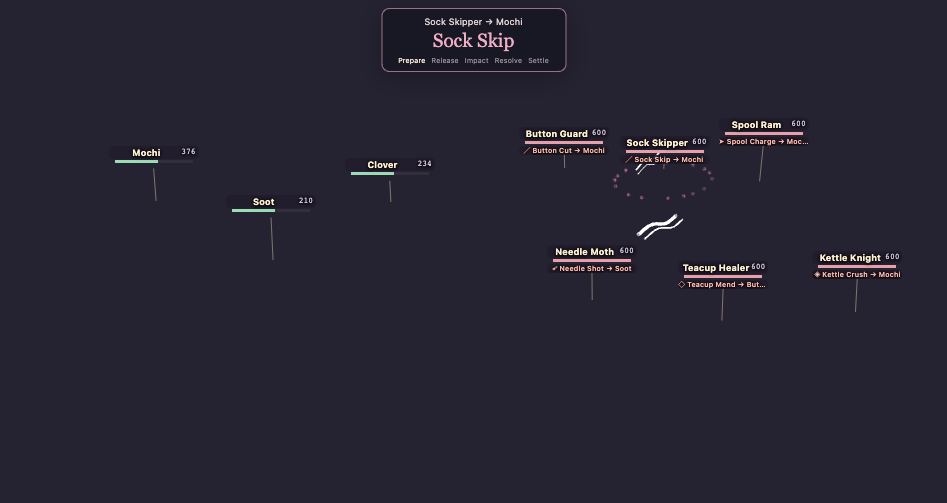 Sock Skipper → Mochi
Sock Skip
Prepare Release Impact Resolve Settle
Mochi 376
Soot 210
Clover 234
Button Guard 600
Button Cut → Mochi
Sock Skipper 600
Sock Skip → Mochi
Spool Ram 600
Spool Charge → Moc...
Needle Moth 600
Needle Shot → Soot
Teacup Healer 600
Teacup Mend → But...
Kettle Knight 600
Kettle Crush → Mochi